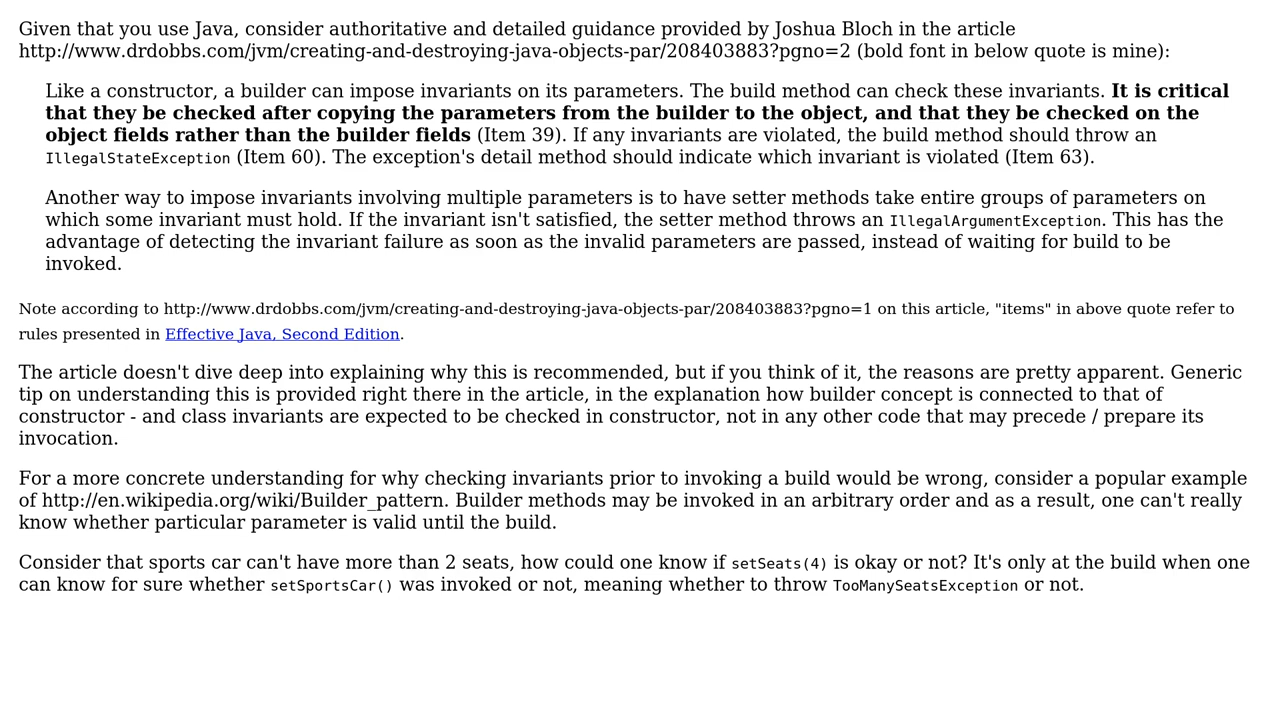 Given that you use Java, consider authoritative and detailed guidance provided by Joshua Bloch in the article
http://www.drdobbs.com/jvm/creating-and-destroying-java-objects-par/208403883?pgno=2 (bold font in below quote is mine):
Like a constructor, a builder can impose invariants on its parameters. The build method can check these invariants. It is critical
that they be checked after copying the parameters from the builder to the object, and that they be checked on the
object fields rather than the builder fields (Item 39). If any invariants are violated, the build method should throw an
IllegalStateException (Item 60). The exception's detail method should indicate which invariant is violated (Item 63).
Another way to impose invariants involving multiple parameters is to have setter methods take entire groups of parameters on
which some invariant must hold. If the invariant isn't satisfied, the setter method throws an IllegalArgumentException. This has the
advantage of detecting the invariant failure as soon as the invalid parameters are passed, instead of waiting for build to be
invoked.
Note according to http://www.drdobbs.com/jvm/creating-and-destroying-java-objects-par/208403883?pgno=1 on this article, "items" in above quote refer to
rules presented in Effective Java, Second Edition.
The article doesn't dive deep into explaining why this is recommended, but if you think of it, the reasons are pretty apparent. Generic
tip on understanding this is provided right there in the article, in the explanation how builder concept is connected to that of
constructor - and class invariants are expected to be checked in constructor, not in any other code that may precede / prepare its
invocation.
For a more concrete understanding for why checking invariants prior to invoking a build would be wrong, consider a popular example
of http://en.wikipedia.org/wiki/Builder_pattern. Builder methods may be invoked in an arbitrary order and as a result, one can't really
know whether particular parameter is valid until the build.
Consider that sports car can't have more than 2 seats, how could one know if setSeats(4) is okay or not? It's only at the build when one
can know for sure whether setSportsCar() was invoked or not, meaning whether to throw TooManySeatsException or not.